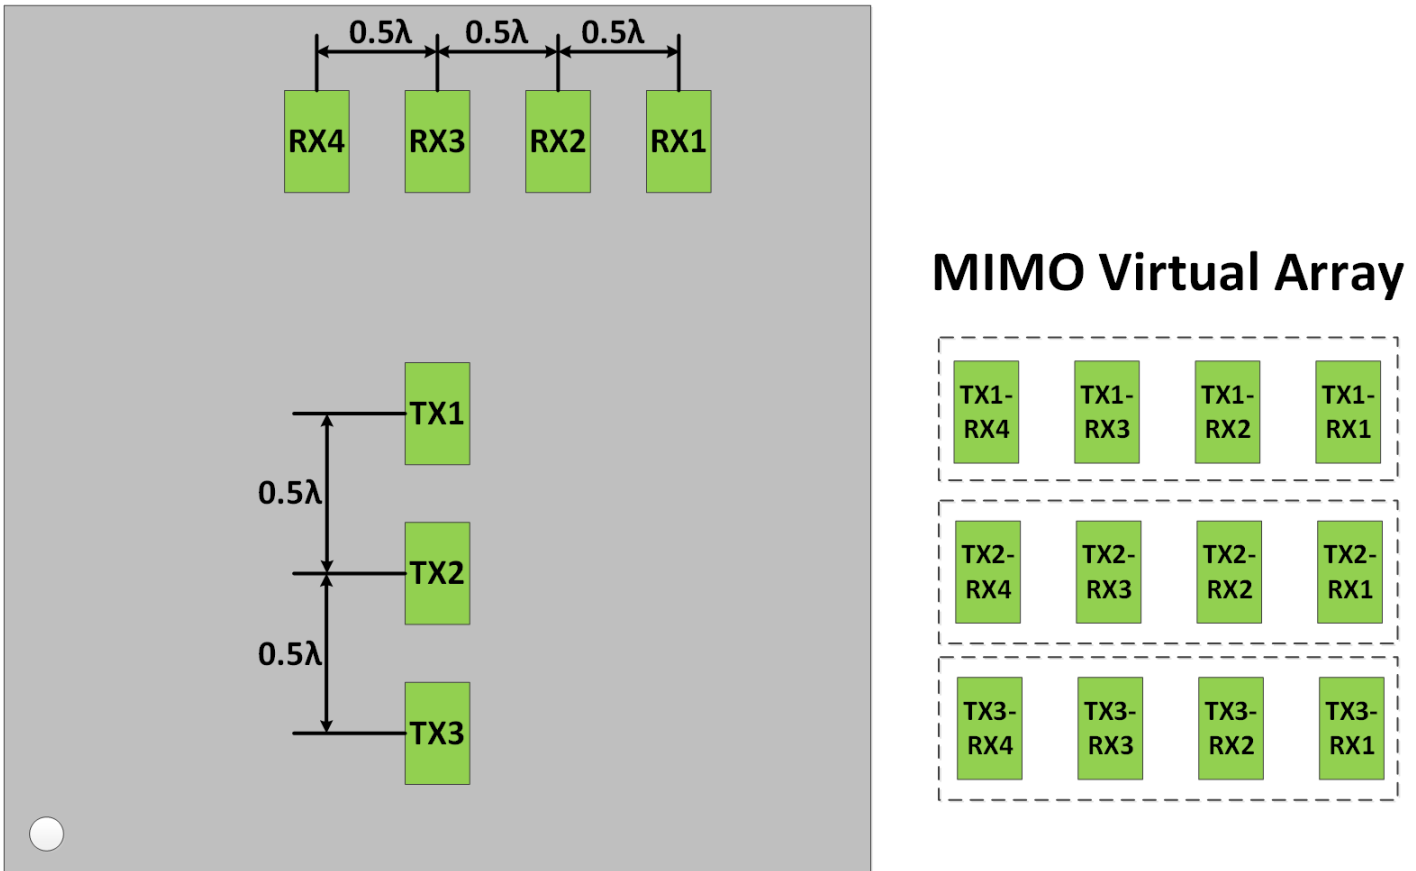 0.5λ 0.5λ 0.5λ
RX4 RX3 RX2 RX1
TX1
0.5λ
TX2
0.5λ
TX3
MIMO Virtual Array
TX1- TX1- TX1- TX1-
RX4 RX3 RX2 RX1
TX2- TX2- TX2- TX2-
RX4 RX3 RX2 RX1
TX3- TX3- TX3- TX3-
RX4 RX3 RX2 RX1